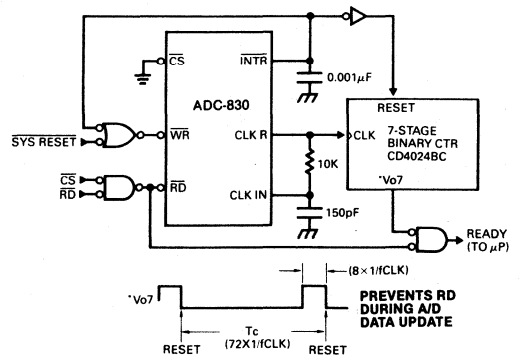 CS
INTR
0.001μF
ADC-830
RESET
SYS RESET
WR
CLK R
CLK
7-STAGE
BINARY CTR
CD4024BC
10K
CS
RD
RD
CLK IN
*Vo7
150pF
READY
(TO μP)
(8×1/fCLK)
*Vo7
PREVENTS RD
DURING A/D
DATA UPDATE
Tc
(72X1/fCLK)
RESET
RESET